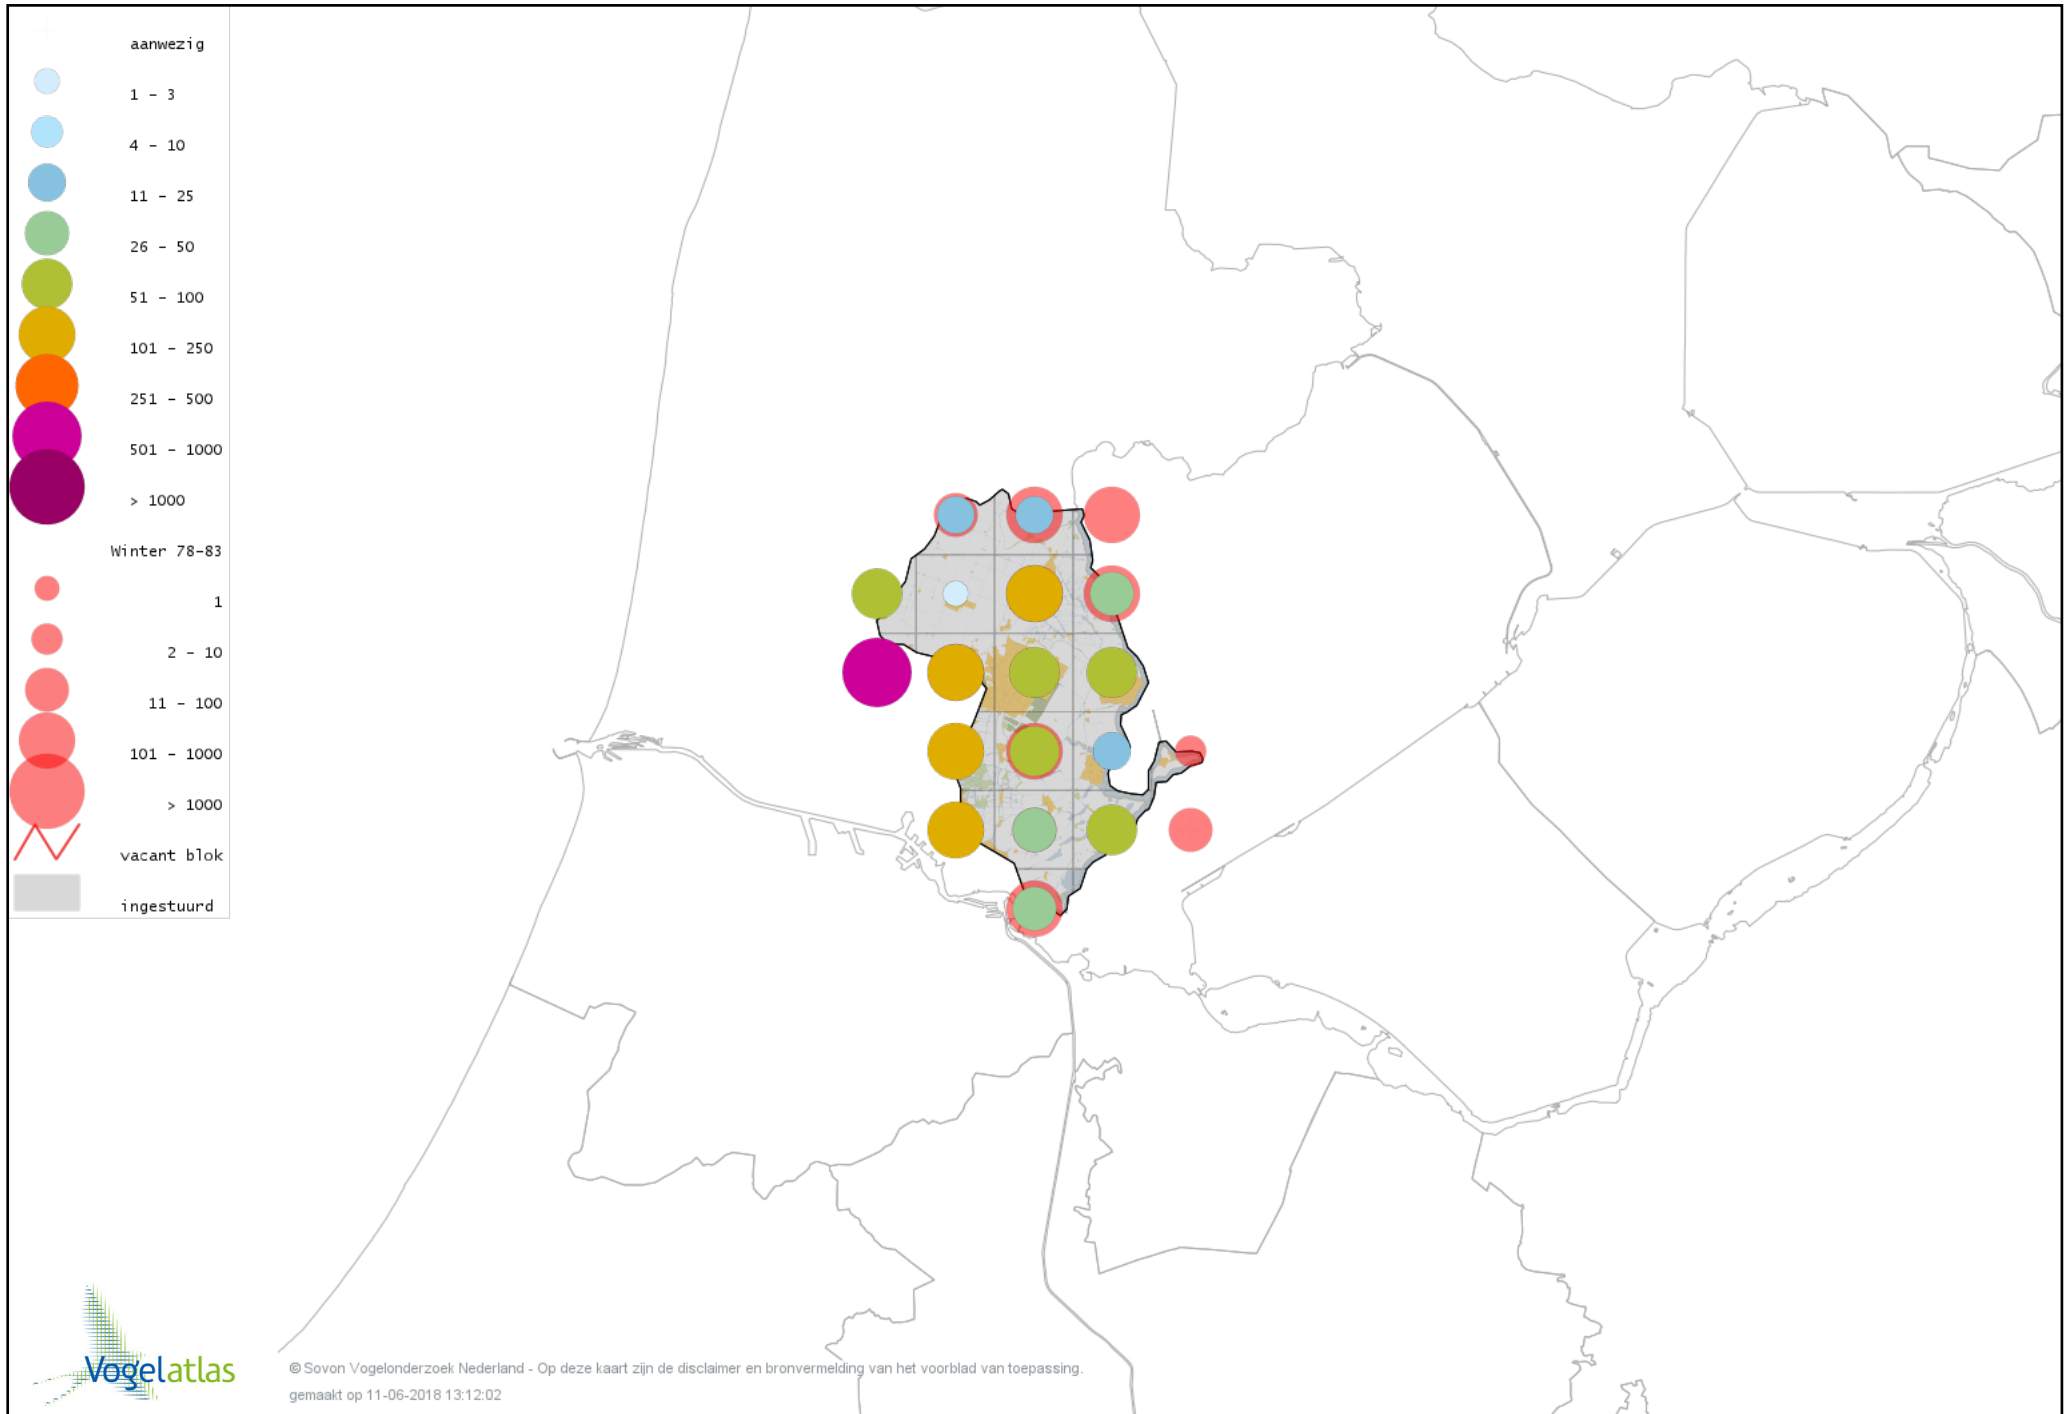 aanwezig
1 - 3
4 - 10
11 - 25
26 - 50
51 - 100
101 - 250
251 - 500
501 - 1000
> 1000
Winter 78-83
1
2 - 10
11 - 100
101 - 1000
> 1000
vacant blok
ingestuurd
Vogelatlas
© Sovon Vogelonderzoek Nederland - Op deze kaart zijn de disclaimer en bronvermelding van het voorblad van toepassing.
gemaakt op 11-06-2018 13:12:02